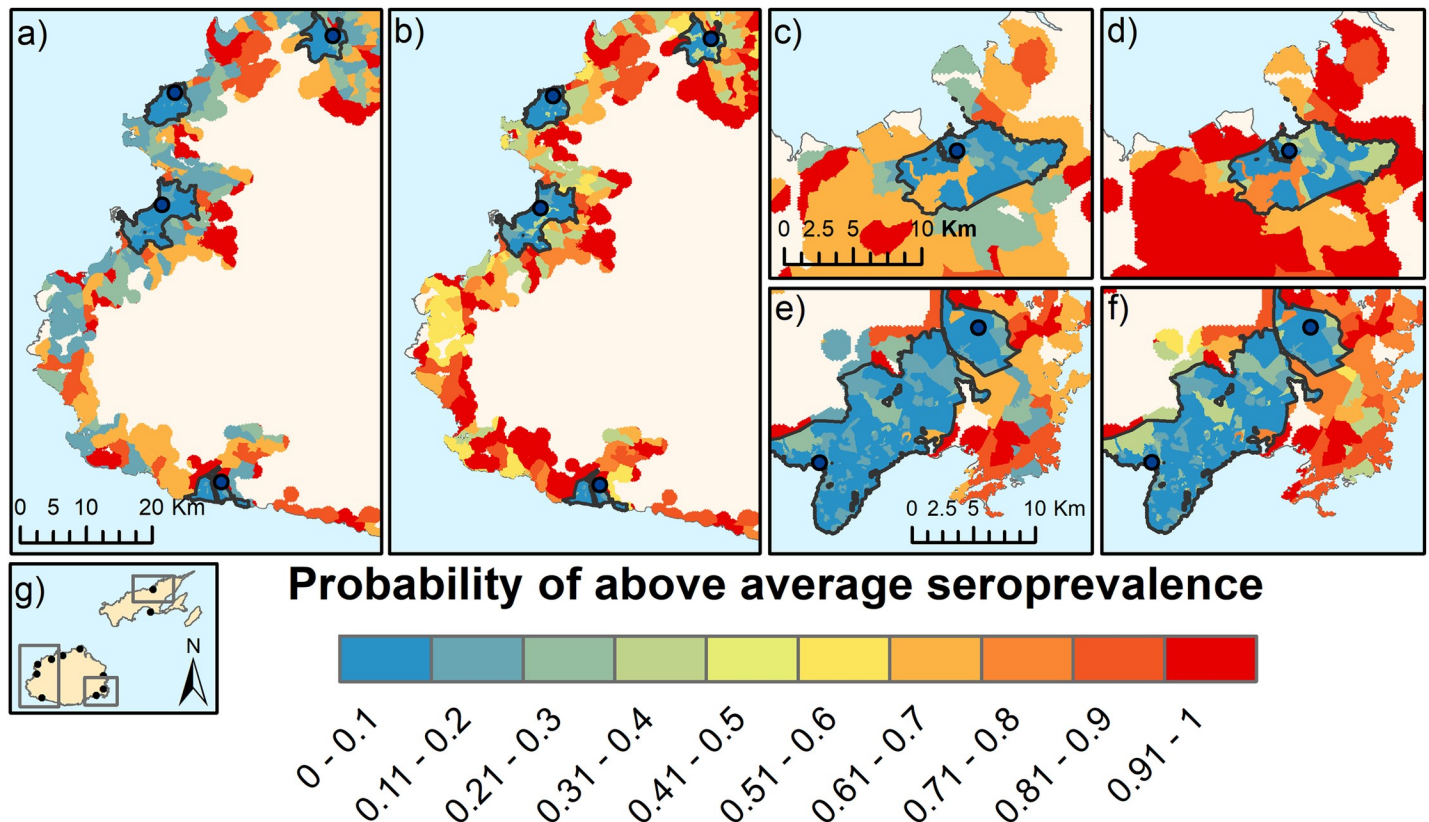 a)
b)
c)
d)
0 2.5 5 10 Km
e)
f)
0 5 10 20 Km
0 2.5 5 10 Km
g)
N
Probability of above average seroprevalence
0 - 0.1
0.11 - 0.2
0.21 - 0.3
0.31 - 0.4
0.41 - 0.5
0.51 - 0.6
0.61 - 0.7
0.71 - 0.8
0.81 - 0.9
0.91 - 1